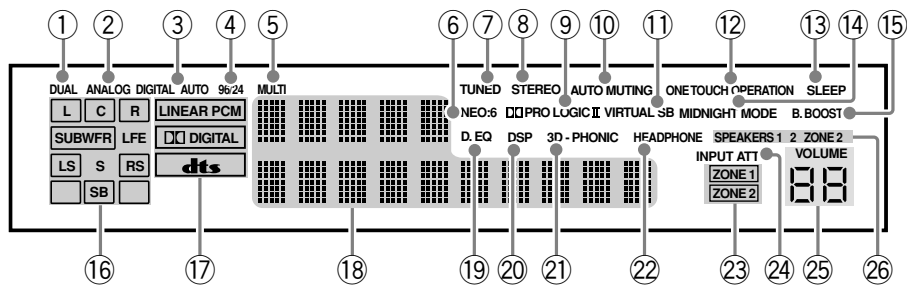 ① ② ③ ④ ⑤ ⑥ ⑦ ⑧ ⑨ ⑩ ⑪ ⑫ ⑬ ⑭ ⑮
DUAL ANALOG DIGITAL AUTO 96/24 MULTI TUNED STEREO AUTO MUTING ONE TOUCH OPERATION SLEEP
L C R LINEAR PCM NEO:6 DD PRO LOGIC II VIRTUAL SB MIDNIGHT MODE B. BOOST
SUBWFR LFE DD DIGITAL D. EQ DSP 3D - PHONIC HEADPHONE SPEAKERS 1 2 ZONE 2
LS S RS dts INPUT ATT VOLUME
ZONE 1 88
SB ZONE 2
⑯ ⑰ ⑱ ⑲ ⑳ ㉑ ㉒ ㉓ ㉔ ㉕ ㉖